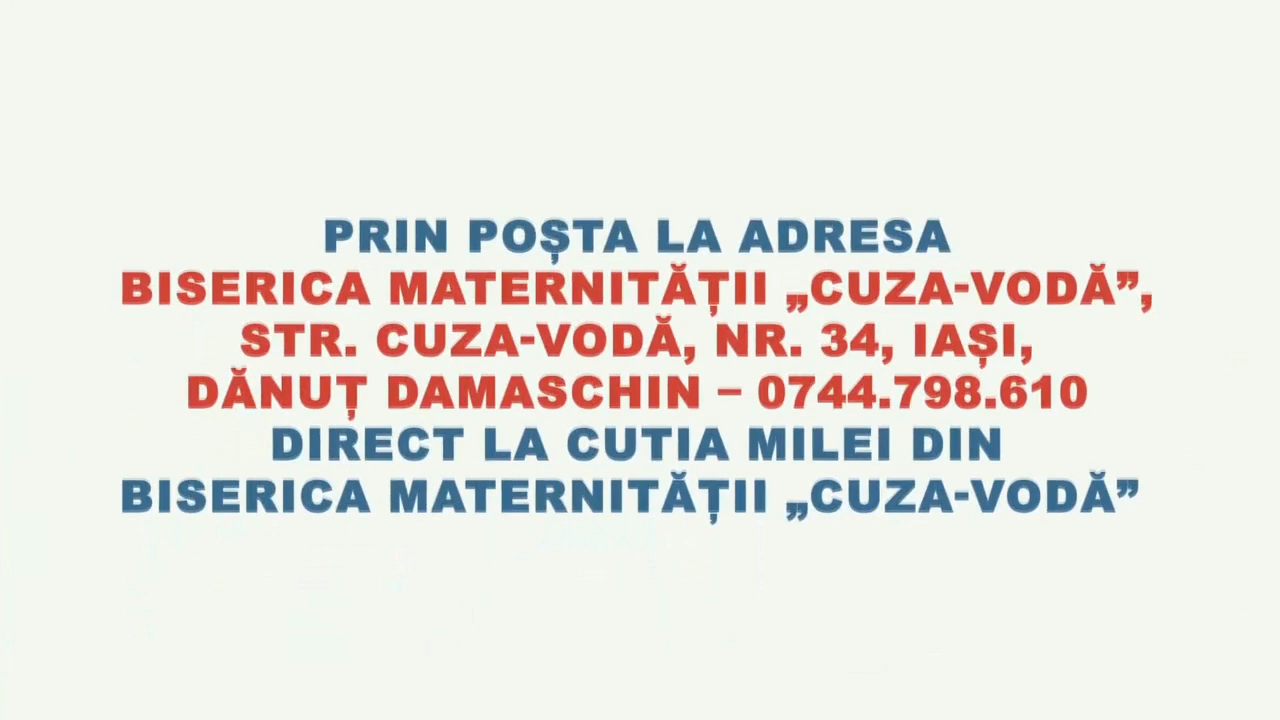 PRIN POȘTA LA ADRESA
BISERICA MATERNITĂȚII „CUZA-VODĂ”,
STR. CUZA-VODĂ, NR. 34, IAȘI,
DĂNUȚ DAMASCHIN – 0744.798.610
DIRECT LA CUTIA MILEI DIN
BISERICA MATERNITĂȚII „CUZA-VODĂ”